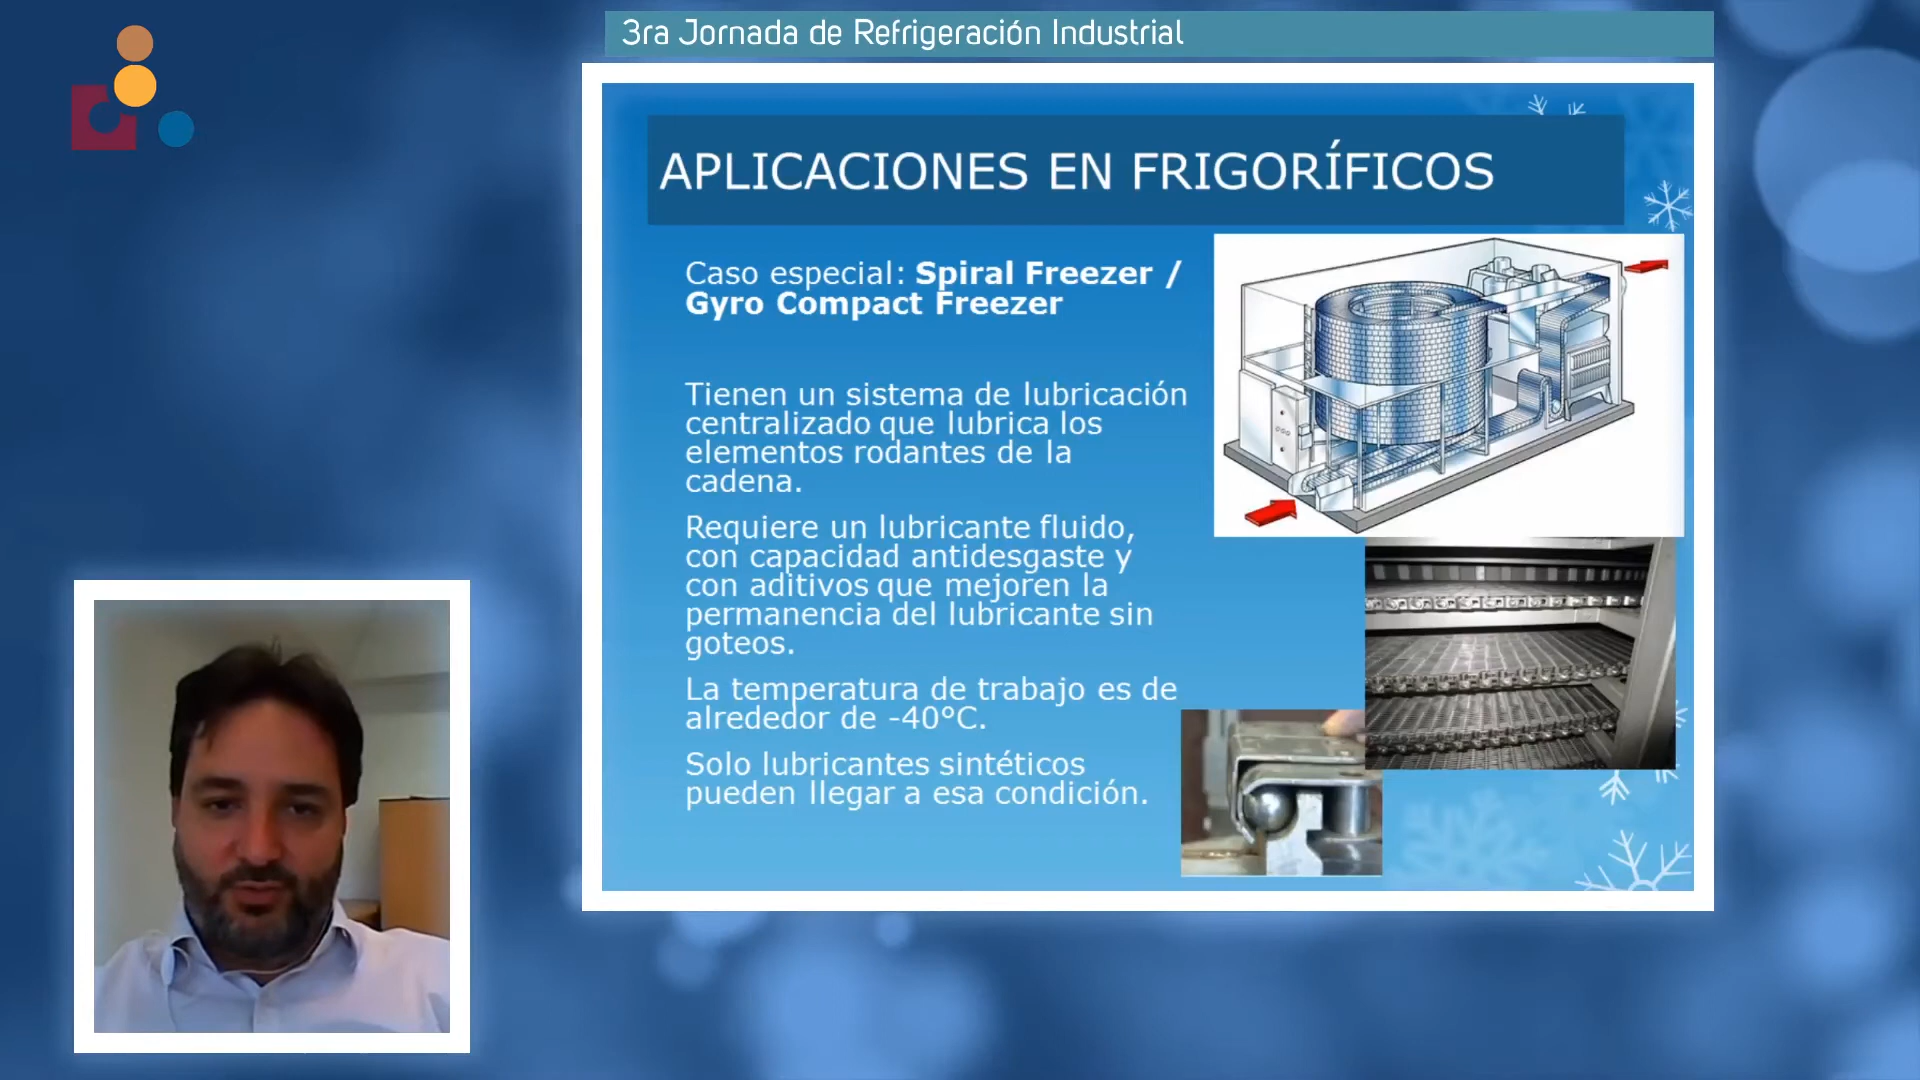 3ra Jornada de Refrigeración Industrial
APLICACIONES EN FRIGORÍFICOS
Caso especial: Spiral Freezer /
Gyro Compact Freezer
Tienen un sistema de lubricación
centralizado que lubrica los
elementos rodantes de la
cadena.
Requiere un lubricante fluido,
con capacidad antidesgaste y
con aditivos que mejoren la
permanencia del lubricante sin
goteos.
La temperatura de trabajo es de
alrededor de -40°C.
Solo lubricantes sintéticos
pueden llegar a esa condición.